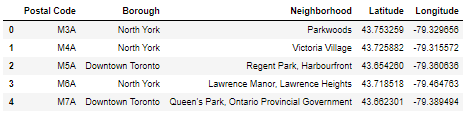 Postal Code Borough Neighborhood Latitude Longitude
0 M3A North York Parkwoods 43.753259 -79.329656
1 M4A North York Victoria Village 43.725882 -79.315572
2 M5A Downtown Toronto Regent Park, Harbourfront 43.654260 -79.360636
3 M6A North York Lawrence Manor, Lawrence Heights 43.718518 -79.464763
4 M7A Downtown Toronto Queen's Park, Ontario Provincial Government 43.662301 -79.389494